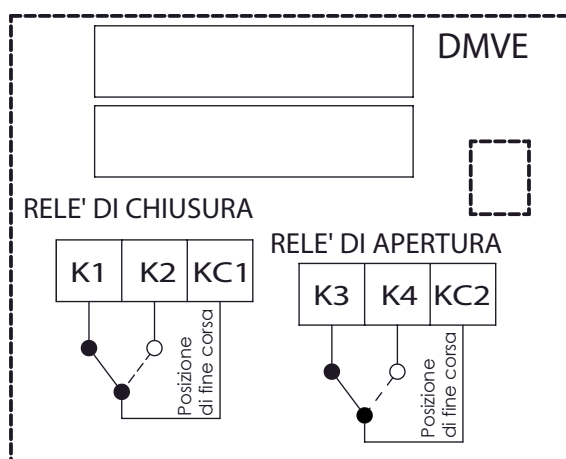 DMVE
RELE' DI CHIUSURA
K1 K2 KC1
Posizione
di fine corsa
RELE' DI APERTURA
K3 K4 KC2
Posizione
di fine corsa